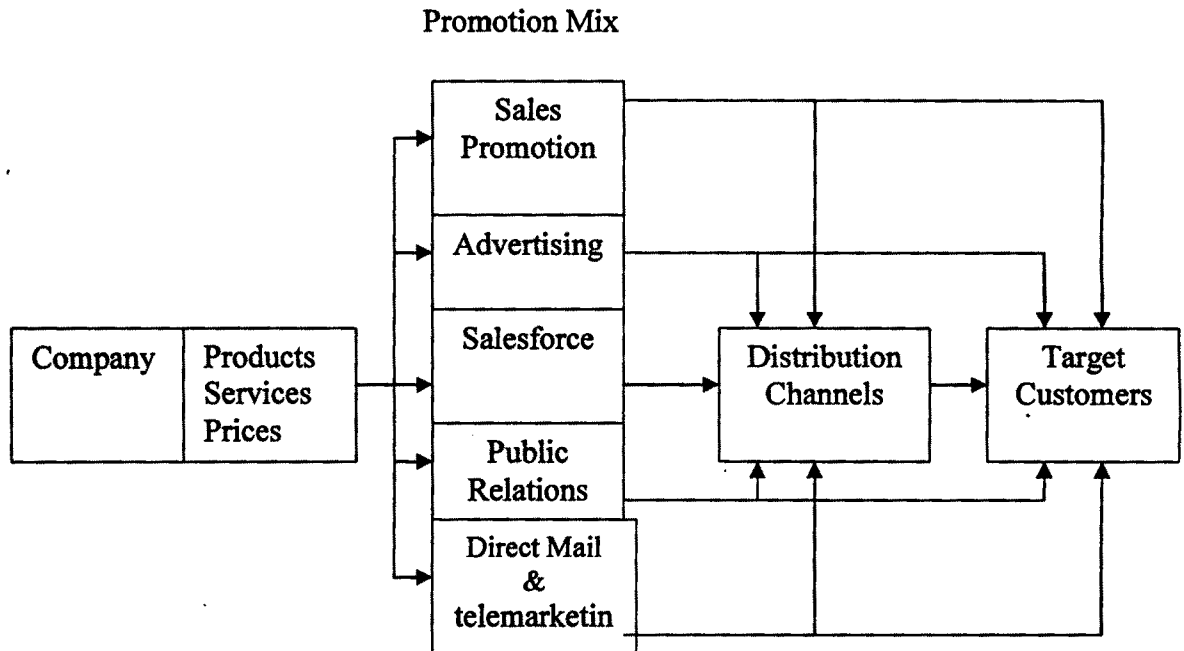 Promotion Mix
Sales
Promotion
Advertising
Salesforce
Public
Relations
Direct Mail
&
telemarketin
Company
Products
Services
Prices
Distribution
Channels
Target
Customers